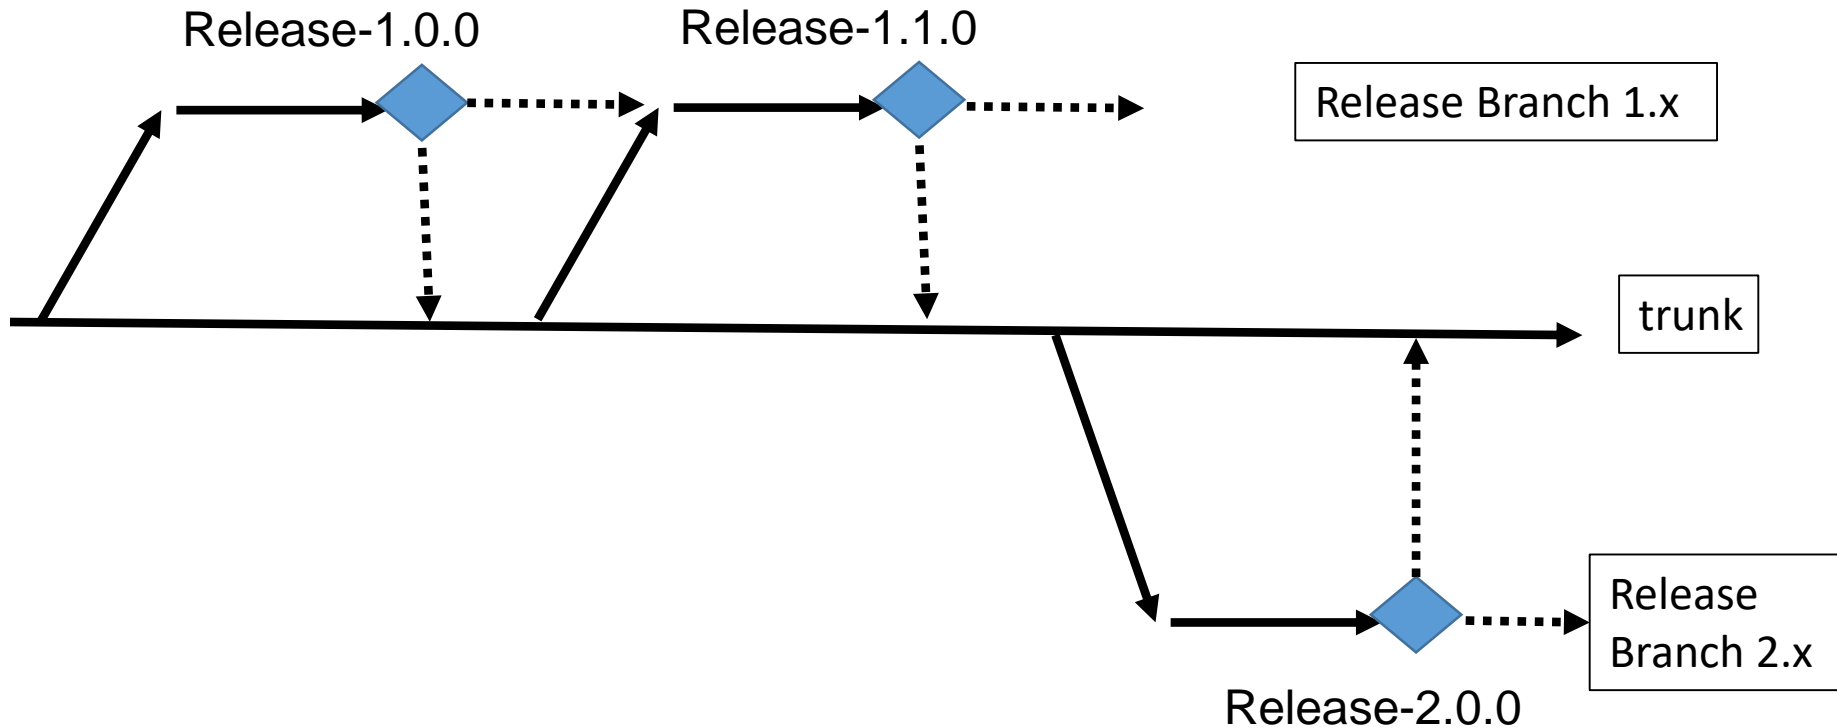 Release-1.0.0
Release-1.1.0
Release Branch 1.x
trunk
Release
Branch 2.x
Release-2.0.0